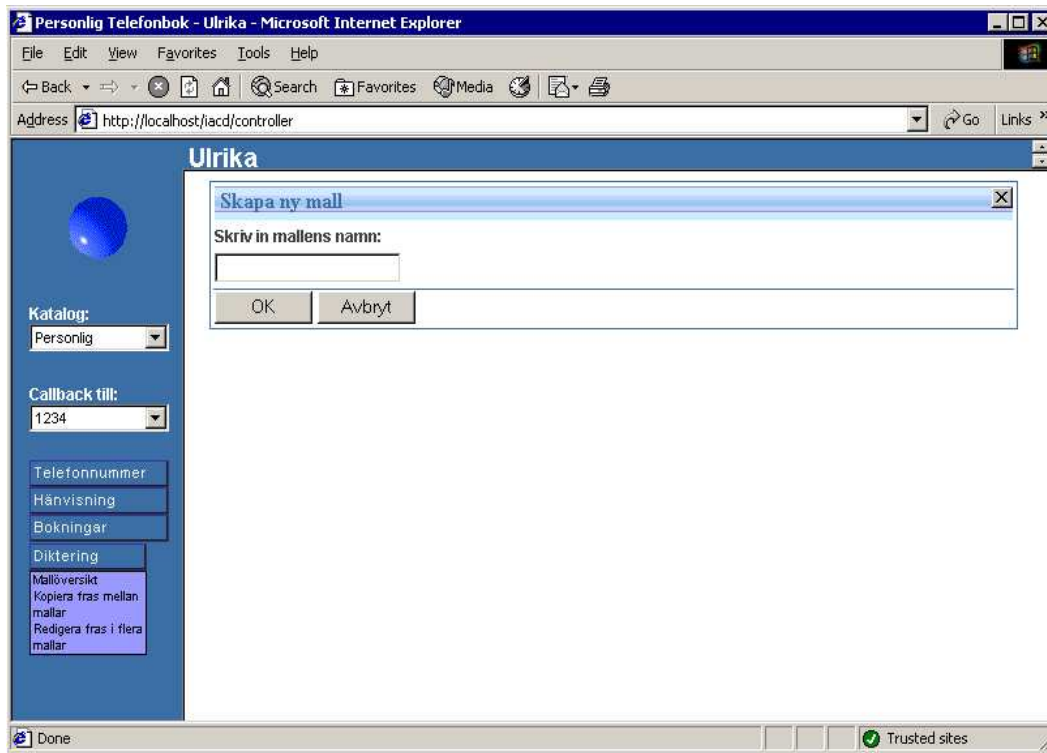 Personlig Telefonbok - Ulrika - Microsoft Internet Explorer
File Edit View Favorites Tools Help
Back Search Favorites Media
Address http://localhost/iacd/controller Go Links »
Ulrika
Skapa ny mall
Skriv in mallens namn:
OK Avbryt
Katalog:
Personlig
Callback till:
1234
Telefonnummer
Hänvisning
Bokningar
Diktering
Mallöversikt
Kopiera fras mellan
mallar
Redigera fras i flera
mallar
Done Trusted sites